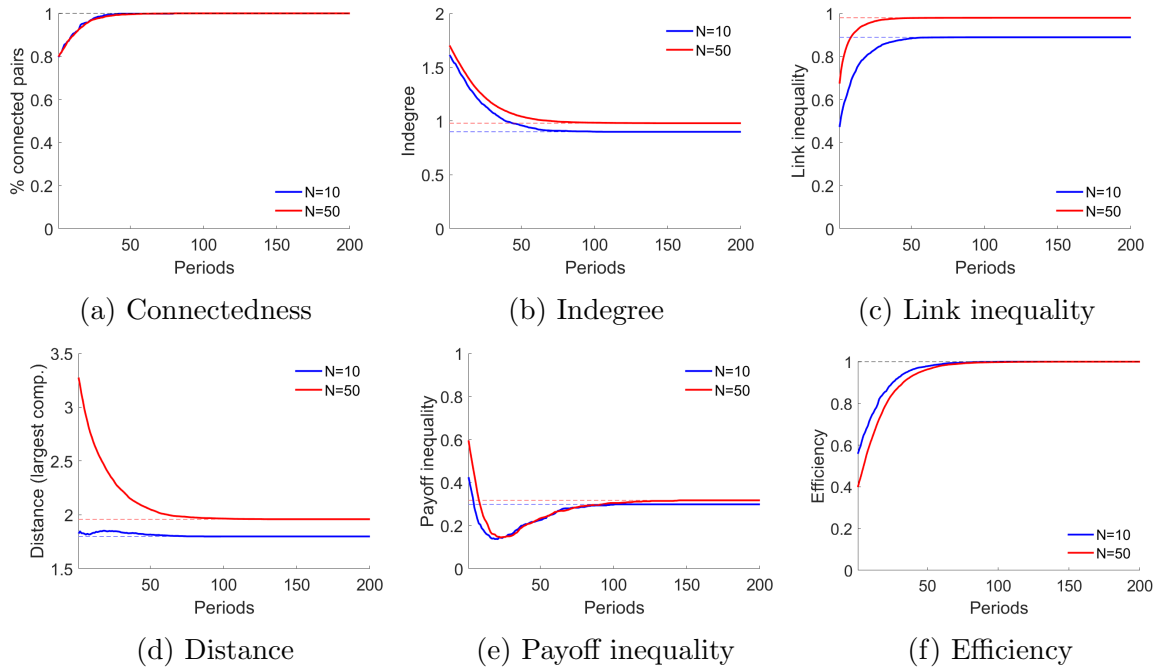 % connected pairs
1
0.8
0.6
0.4
0.2
0
50
100
150
200
Periods
N=10
N=50
(a) Connectedness
Indegree
2
1.5
1
0.5
0
50
100
150
200
Periods
N=10
N=50
(b) Indegree
Link inequality
1
0.8
0.6
0.4
0.2
0
50
100
150
200
Periods
N=10
N=50
(c) Link inequality
Distance (largest comp.)
3.5
3
2.5
2
1.5
50
100
150
200
Periods
N=10
N=50
(d) Distance
Payoff inequality
1
0.8
0.6
0.4
0.2
0
50
100
150
200
Periods
N=10
N=50
(e) Payoff inequality
Efficiency
1
0.8
0.6
0.4
0.2
0
50
100
150
200
Periods
N=10
N=50
(f) Efficiency